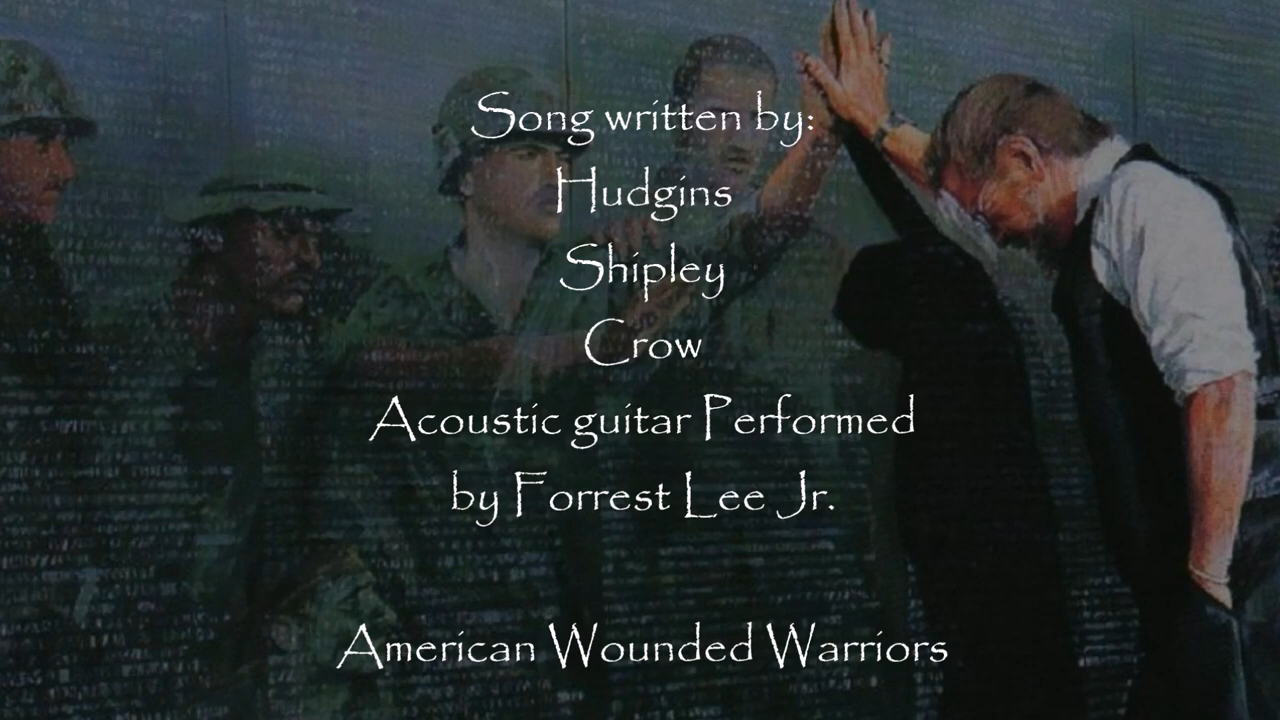 Song written by:
Hudgins
Shipley
Crow
Acoustic guitar Performed
by Forrest Lee Jr.
American Wounded Warriors